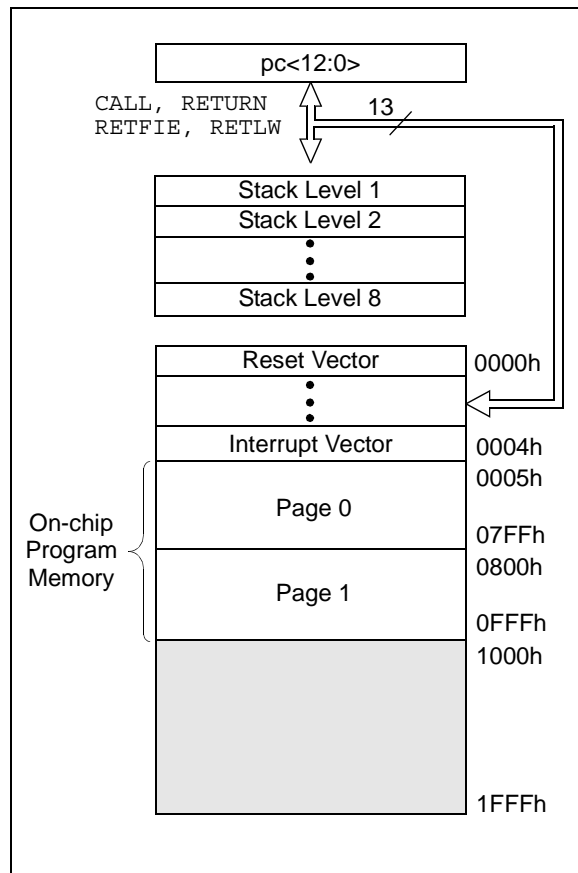 pc<12:0>
CALL, RETURN
RETFIE, RETLW
13
Stack Level 1
Stack Level 2
Stack Level 8
Reset Vector
0000h
Interrupt Vector
0004h
0005h
On-chip
Program
Memory
Page 0
07FFh
0800h
Page 1
0FFFh
1000h
1FFFh